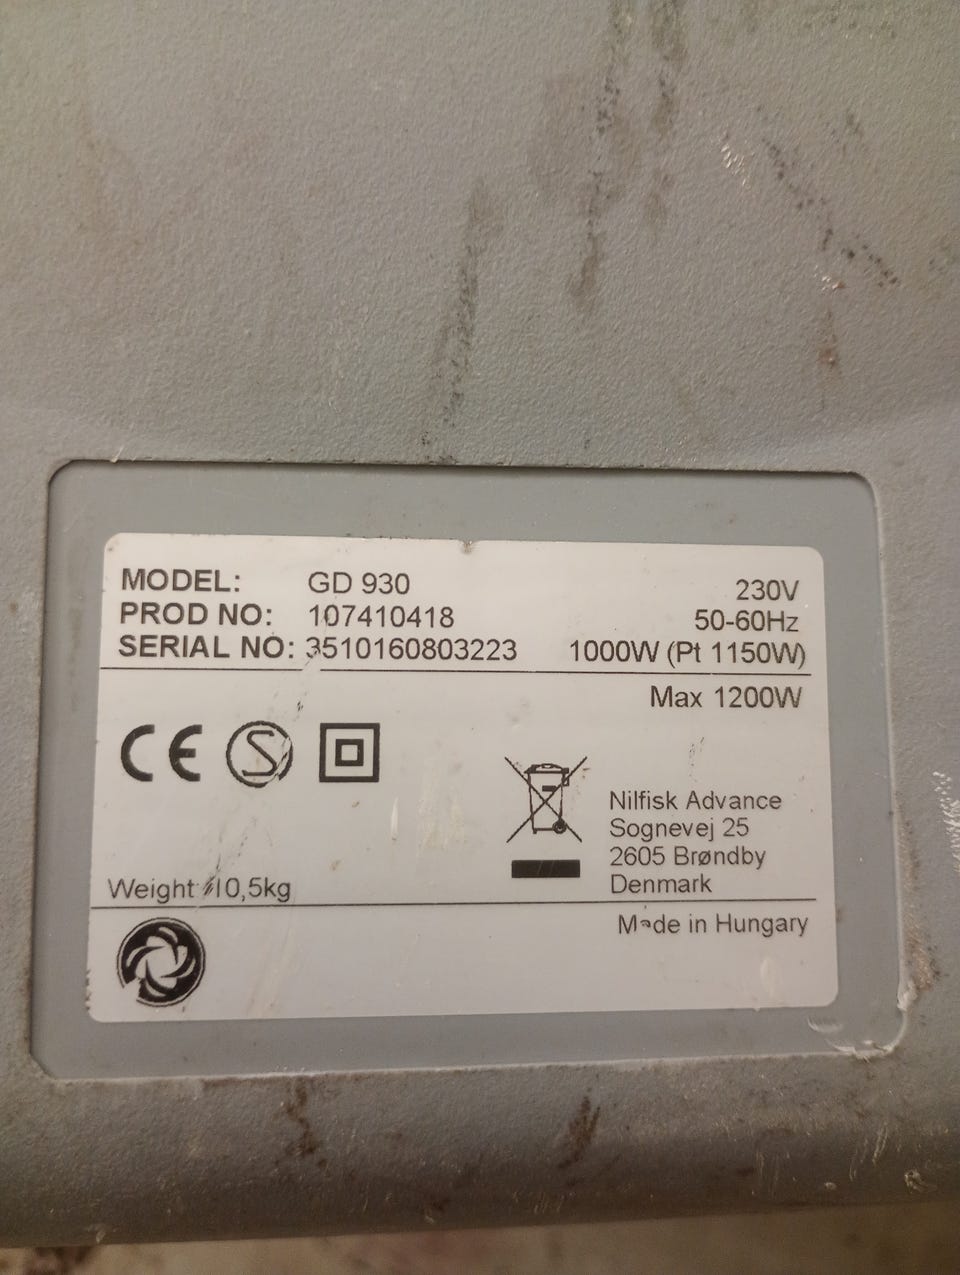 MODEL: GD 930 230V
PROD NO: 107410418 50-60Hz
SERIAL NO: 3510160803223 1000W (Pt 1150W)
Max 1200W
CE S
Nilfisk Advance
Sognevej 25
2605 Brøndby
Weight 10,5kg Denmark
Made in Hungary